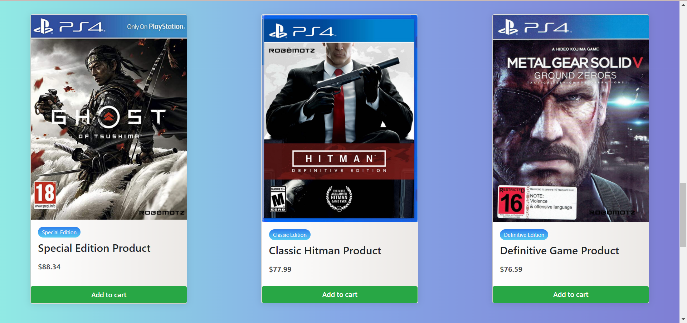 PS4
Only On PlayStation.
GHOST
OF TSUSHIMA
18
ROBEMOTZ
Special Edition
Special Edition Product
$88.34
Add to cart
PS4
ROBEMOTZ
HITMAN
DEFINITIVE EDITION
M
Classic Edition
Classic Hitman Product
$77.99
Add to cart
PS4
A HIDEO KOJIMA GAME
METAL GEAR SOLID V
GROUND ZEROES
16
NOTE:
Violence
& offensive language
ROBEMOTZ
Definitive Edition
Definitive Game Product
$76.59
Add to cart